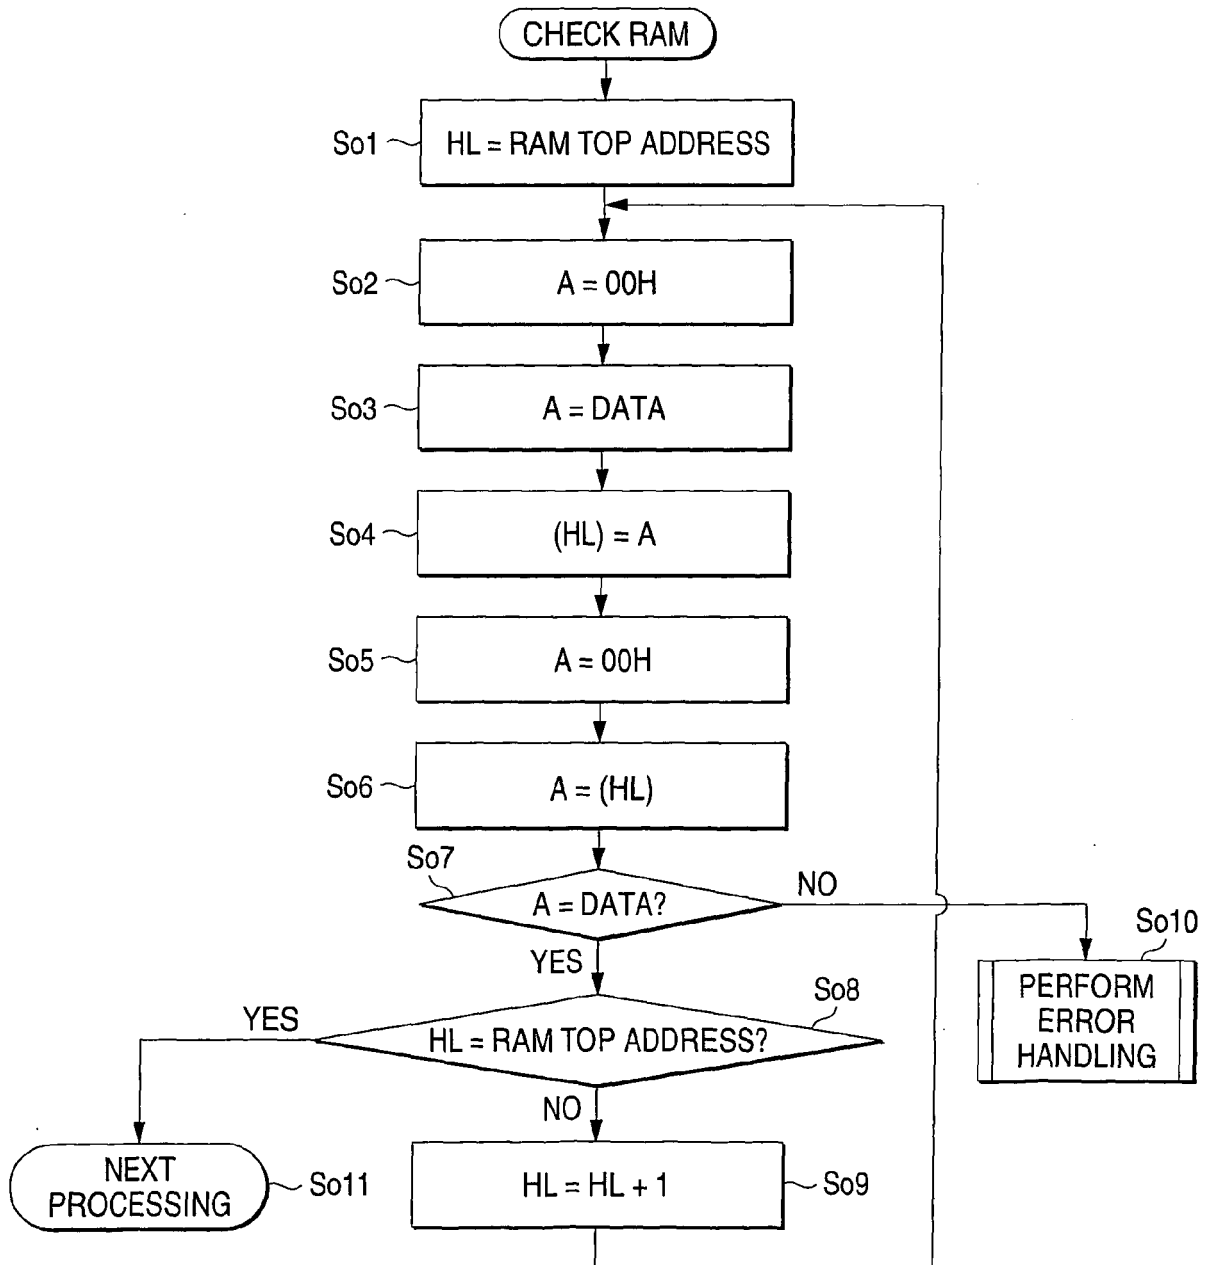 CHECK RAM
So1
HL = RAM TOP ADDRESS
So2
A = 00H
So3
A = DATA
So4
(HL) = A
So5
A = 00H
So6
A = (HL)
So7
A = DATA?
NO
YES
So10
PERFORM
ERROR
HANDLING
So8
HL = RAM TOP ADDRESS?
YES
NO
NEXT
PROCESSING
So11
HL = HL + 1
So9